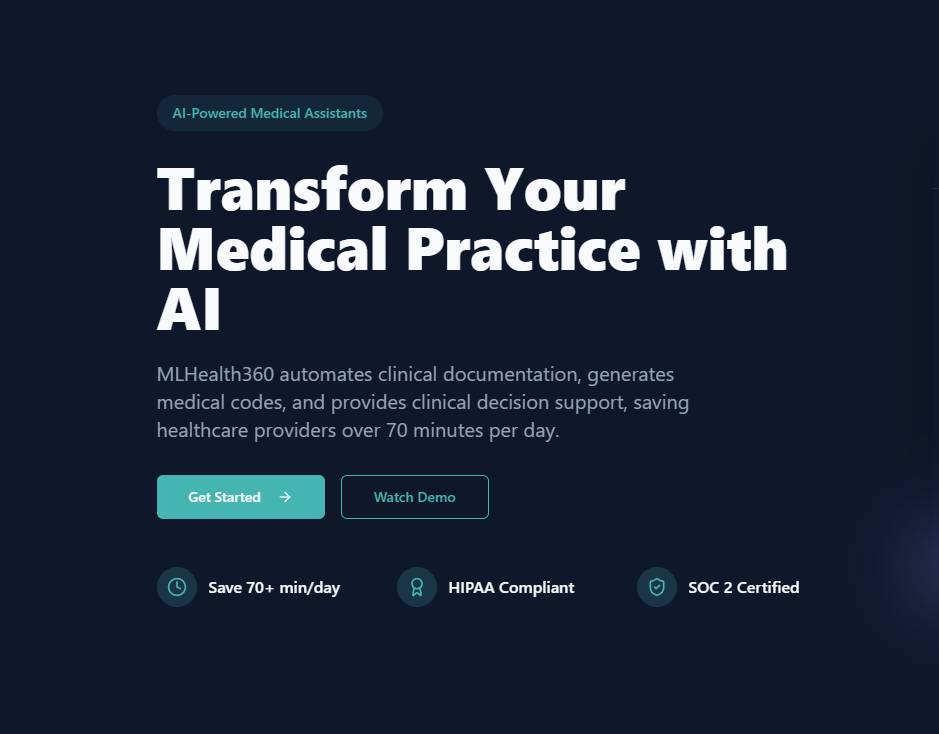 AI-Powered Medical Assistants
Transform Your
Medical Practice with
AI
MLHealth360 automates clinical documentation, generates
medical codes, and provides clinical decision support, saving
healthcare providers over 70 minutes per day.
Get Started
Watch Demo
Save 70+ min/day
HIPAA Compliant
SOC 2 Certified